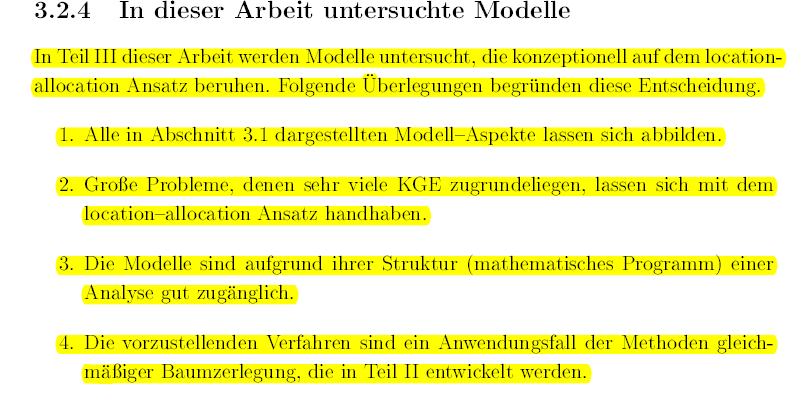 3.2.4 In dieser Arbeit untersuchte Modelle
In Teil III dieser Arbeit werden Modelle untersucht, die konzeptionell auf dem location-
allocation Ansatz beruhen. Folgende Überlegungen begründen diese Entscheidung.
1. Alle in Abschnitt 3.1 dargestellten Modell–Aspekte lassen sich abbilden.
2. Große Probleme, denen sehr viele KGE zugrundeliegen, lassen sich mit dem
location–allocation Ansatz handhaben.
3. Die Modelle sind aufgrund ihrer Struktur (mathematisches Programm) einer
Analyse gut zugänglich.
4. Die vorzustellenden Verfahren sind ein Anwendungsfall der Methoden gleich-
mäßiger Baumzerlegung, die in Teil II entwickelt werden.